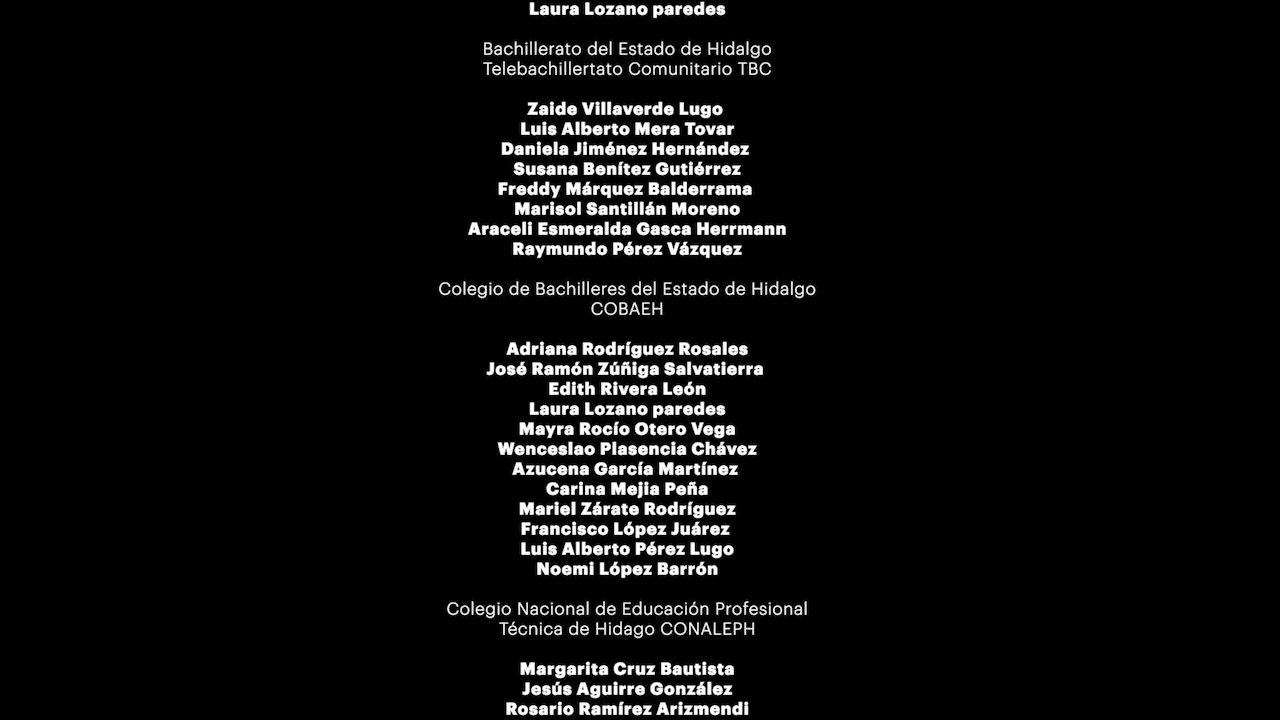 Laura Lozano paredes
Bachillerato del Estado de Hidalgo
Telebachillertato Comunitario TBC
Zaide Villaverde Lugo
Luis Alberto Mera Tovar
Daniela Jiménez Hernández
Susana Benítez Gutiérrez
Freddy Márquez Balderrama
Marisol Santillán Moreno
Araceli Esmeralda Gasca Herrmann
Raymundo Pérez Vázquez
Colegio de Bachilleres del Estado de Hidalgo
COBAEH
Adriana Rodríguez Rosales
José Ramón Zúñiga Salvatierra
Edith Rivera León
Laura Lozano paredes
Mayra Rocío Otero Vega
Wenceslao Plasencia Chávez
Azucena García Martínez
Carina Mejia Peña
Mariel Zárate Rodríguez
Francisco López Juárez
Luis Alberto Pérez Lugo
Noemi López Barrón
Colegio Nacional de Educación Profesional
Técnica de Hidago CONALEPH
Margarita Cruz Bautista
Jesús Aguirre González
Rosario Ramírez Arizmendi